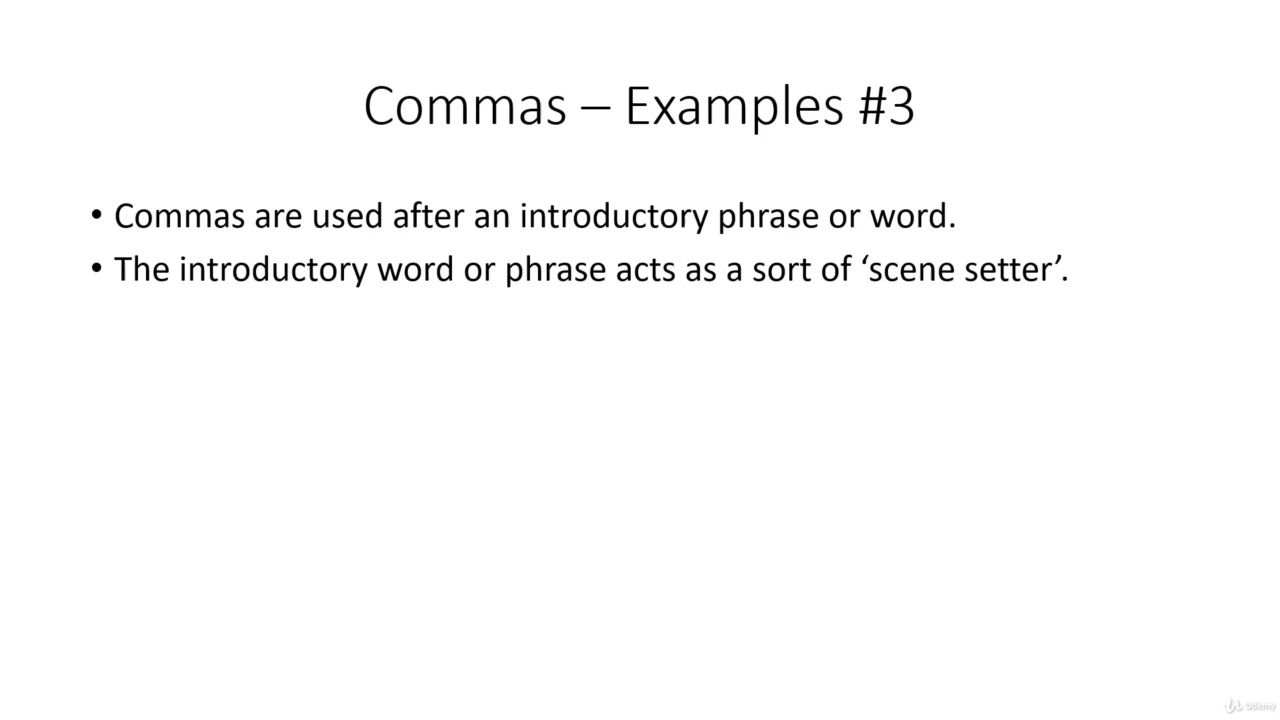 Commas – Examples #3
• Commas are used after an introductory phrase or word.
• The introductory word or phrase acts as a sort of ‘scene setter’.
Udemy